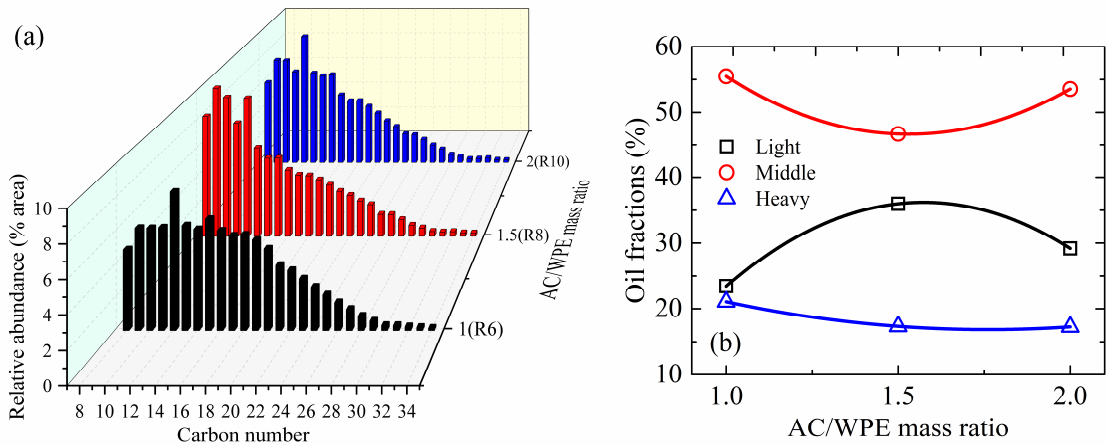 (a)
Relative abundance (% area)
10
8
6
4
2
0
8 10 12 14 16 18 20 22 24 26 28 30 32 34
Carbon number
2(R10)
1.5(R8)
1(R6)
AC/WPE mass ratio
Oil fractions (%)
60
50
40
30
20
10
Light
Middle
Heavy
(b)
1.0 1.5 2.0
AC/WPE mass ratio